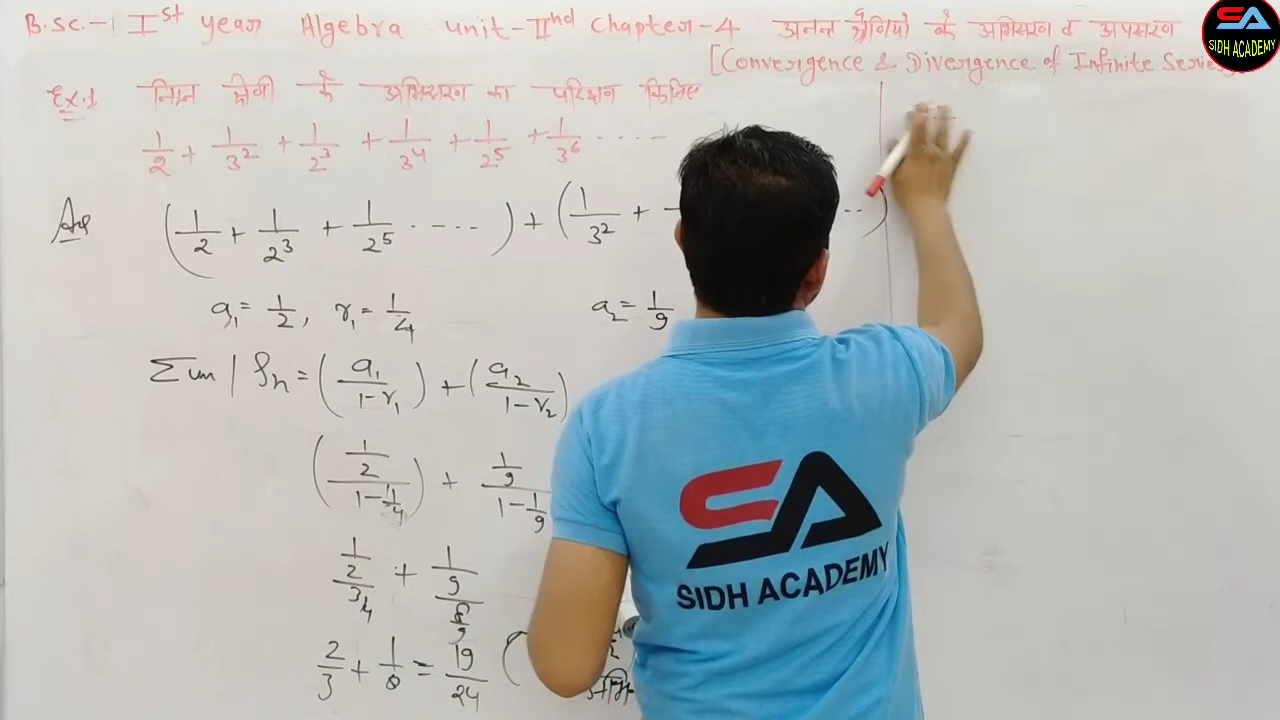 B.sc.-1 Ist year Algebra unit-IInd Chapter-4 अनन्त श्रेणियों के अभिसरण व अपसरण
[Convergence & Divergence of Infinite Series
SA
SIDH ACADEMY
Ex.1 निम्न श्रेणी के अभिसरण का परिक्षण किजिए
1/2 + 1/3² + 1/2³ + 1/3⁴ + 1/2⁵ + 1/3⁶ .....
Ans (1/2 + 1/2³ + 1/2⁵ .....) + (1/3² + ..)
a₁ = 1/2, r₁ = 1/4 a₂ = 1/9
Σun | Sn = (a₁/1-r₁) + (a₂/1-r₂)
(1/2/1-1/4) + 1/9/1-1/9
1/2/3/4 + 1/9/8/9
2/3 + 1/8 = 19/24 (
SA
SIDH ACADEMY